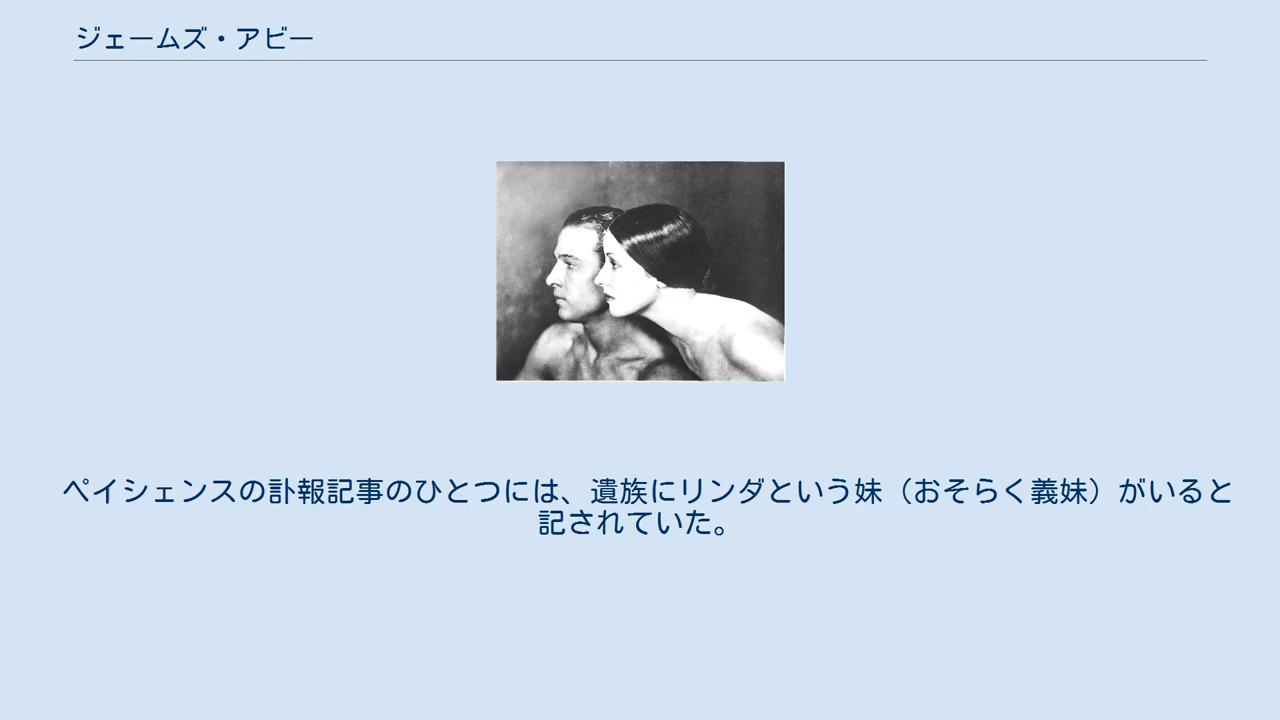 ジェームズ・アビー
ペイシェンスの訃報記事のひとつには、遺族にリンダという妹（おそらく義妹）がいると
記されていた。